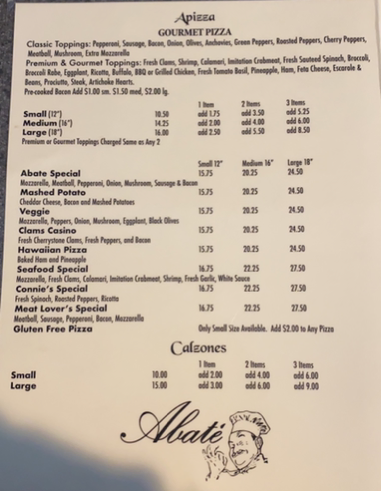 Apizza
GOURMET PIZZA
Classic Toppings: Pepperoni, Sausage, Bacon, Onion, Olives, Anchovies, Green Peppers, Roasted Peppers, Cherry Peppers,
Meatball, Mushroom, Extra Mozzarella
Premium & Gourmet Toppings: Fresh Clams, Shrimp, Calamari, Imitation Crabmeat, Fresh Sauteed Spinach, Broccoli,
Broccoli Rabe, Eggplant, Ricotta, Buffalo, BBQ or Grilled Chicken, Fresh Tomato Basil, Pineapple, Ham, Feta Cheese, Escarole &
Beans, Prociutto, Steak, Artichoke Hearts.
Pre-cooked Bacon Add $1.00 sm. $1.50 med, $2.00 lg.
1 Item 2 Items 3 Items
Small (12") 10.50 add 1.75 add 3.50 add 5.25
Medium (16") 14.25 add 2.00 add 4.00 add 6.00
Large (18") 16.00 add 2.50 add 5.50 add 8.50
Premium or Gourmet Toppings Charged Same as Any 2
Small 12" Medium 16" Large 18"
Abate Special 15.75 20.25 24.50
Mozzarella, Meatball, Pepperoni, Onion, Mushroom, Sausage & Bacon
Mashed Potato 15.75 20.25 24.50
Cheddar Cheese, Bacon and Mashed Potatoes
Veggie 15.75 20.25 24.50
Mozzarella, Peppers, Onion, Mushroom, Eggplant, Black Olives
Clams Casino 15.75 20.25 24.50
Fresh Cherrystone Clams, Fresh Peppers, and Bacon
Hawaiian Pizza 15.75 20.25 24.50
Baked Ham and Pineapple
Seafood Special 16.75 22.25 27.50
Mozzarella, Fresh Clams, Calamari, Imitation Crabmeat, Shrimp, Fresh Garlic, White Sauce
Connie's Special 16.75 22.25 27.50
Fresh Spinach, Roasted Peppers, Ricotta
Meat Lover's Special 16.75 22.25 27.50
Meatball, Sausage, Pepperoni, Bacon, Mozzarella
Gluten Free Pizza Only Small Size Available. Add $2.00 to Any Pizza
Calzones
1 Item 2 Items 3 Items
Small 10.00 add 2.00 add 4.00 add 6.00
Large 15.00 add 3.00 add 6.00 add 9.00
Abaté